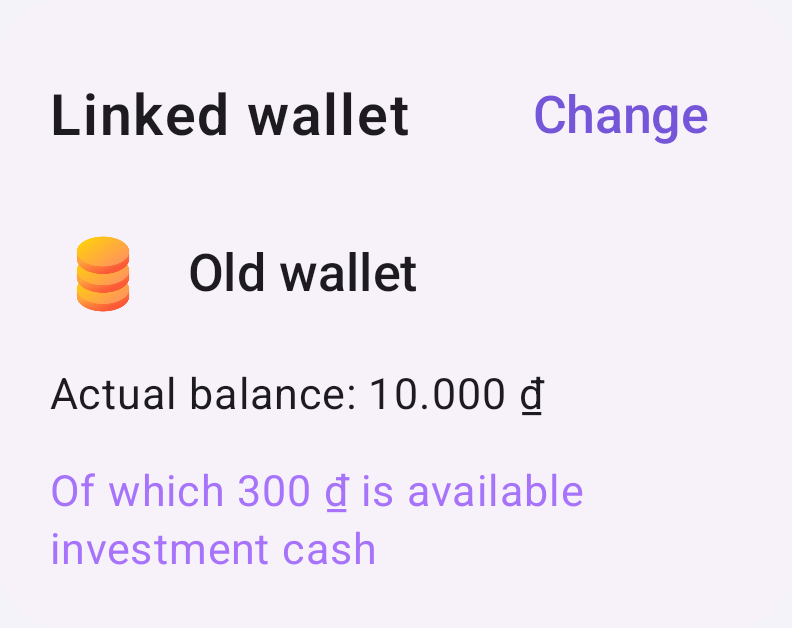 Linked wallet
Change
Old wallet
Actual balance: 10.000 ₫
Of which 300 ₫ is available
investment cash